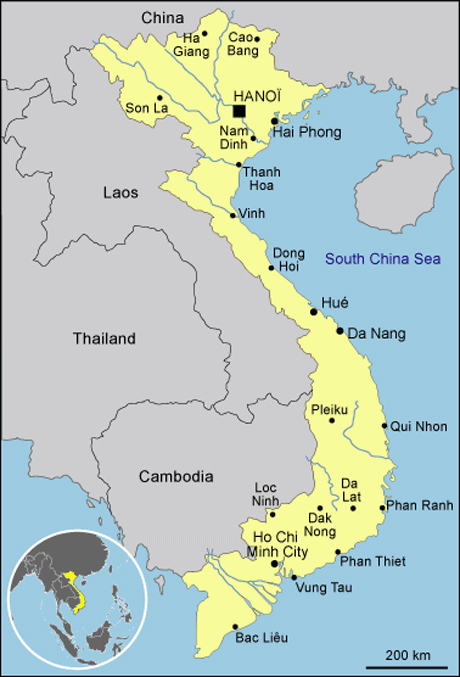 China
Ha
Giang
Cao
Bang
Son La
HANOÏ
Nam
Dinh
Hai Phong
Thanh
Hoa
Laos
Vinh
Dong
Hoi
South China Sea
Hué
Da Nang
Thailand
Pleiku
Qui Nhon
Cambodia
Loc
Ninh
Da
Lat
Dak
Nong
Phan Ranh
Ho Chi
Minh City
Phan Thiet
Vung Tau
Bac Liêu
200 km